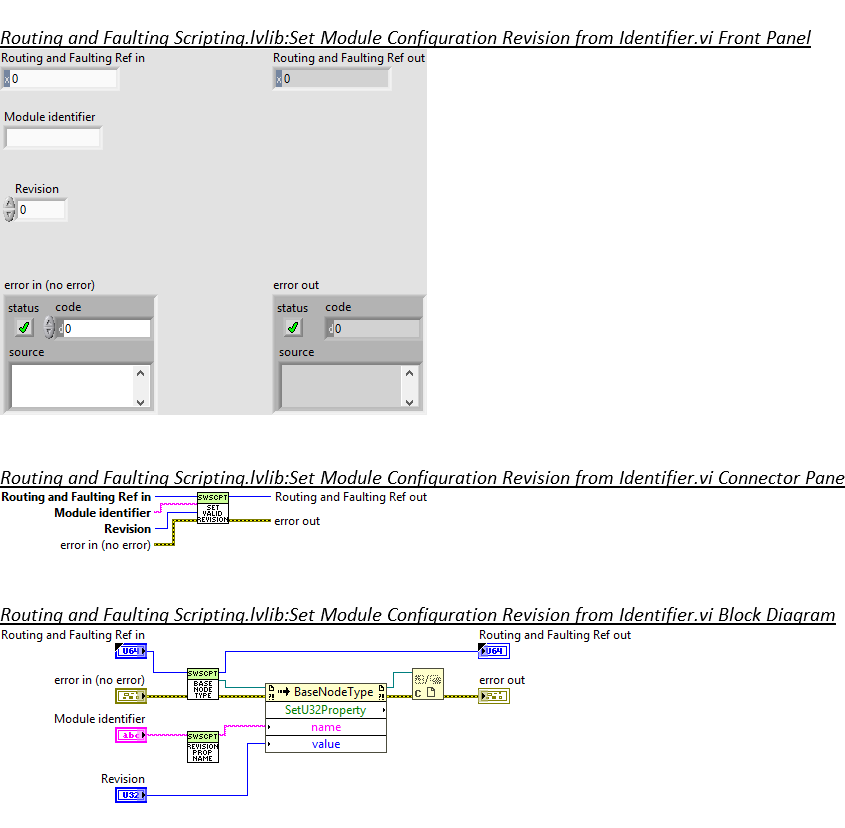 Routing and Faulting Scripting.lvlib:Set Module Configuration Revision from Identifier.vi Front Panel
Routing and Faulting Ref in
Routing and Faulting Ref out
x 0
x 0
Module identifier
Revision
0
error in (no error)
error out
status code
status code
d 0
d 0
source
source
Routing and Faulting Scripting.lvlib:Set Module Configuration Revision from Identifier.vi Connector Pane
Routing and Faulting Ref in
SWSCPT
Routing and Faulting Ref out
Module identifier
SET
VALID
REVISION
error out
Revision
error in (no error)
Routing and Faulting Scripting.lvlib:Set Module Configuration Revision from Identifier.vi Block Diagram
Routing and Faulting Ref in
Routing and Faulting Ref out
U64
U64
error in (no error)
SWSCPT
BASE
NODE
TYPE
error out
BaseNodeType
?!
?!
C
SetU32Property
Module identifier
name
abc
SWSCPT
REVISION
PROP
NAME
value
Revision
U32